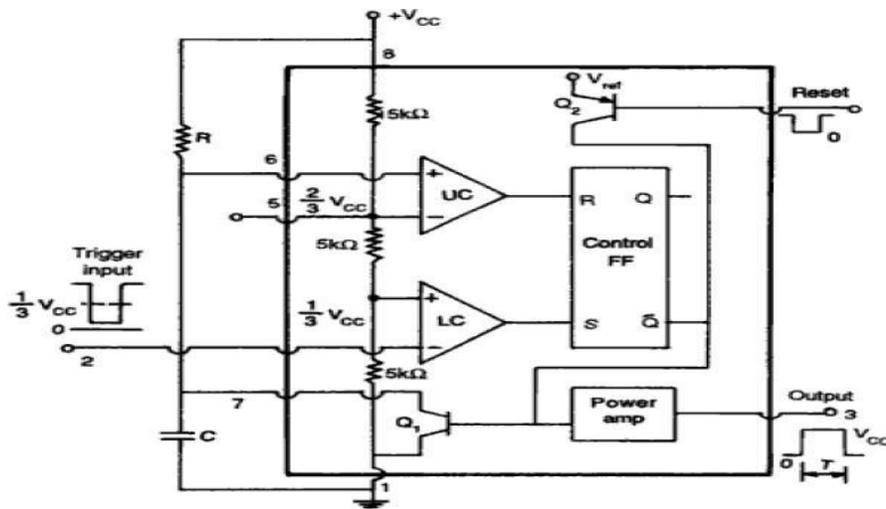 +VCC
8
Vref
Q2
Reset
0
5kΩ
R
6
+
UC
−
R
Q
5
2/3 VCC
Control
FF
5kΩ
Trigger
input
1/3 VCC
0
1/3 VCC
+
LC
−
S
Q̅
2
5kΩ
7
Q1
Power
amp
Output
3
C
VCC
0
T
1